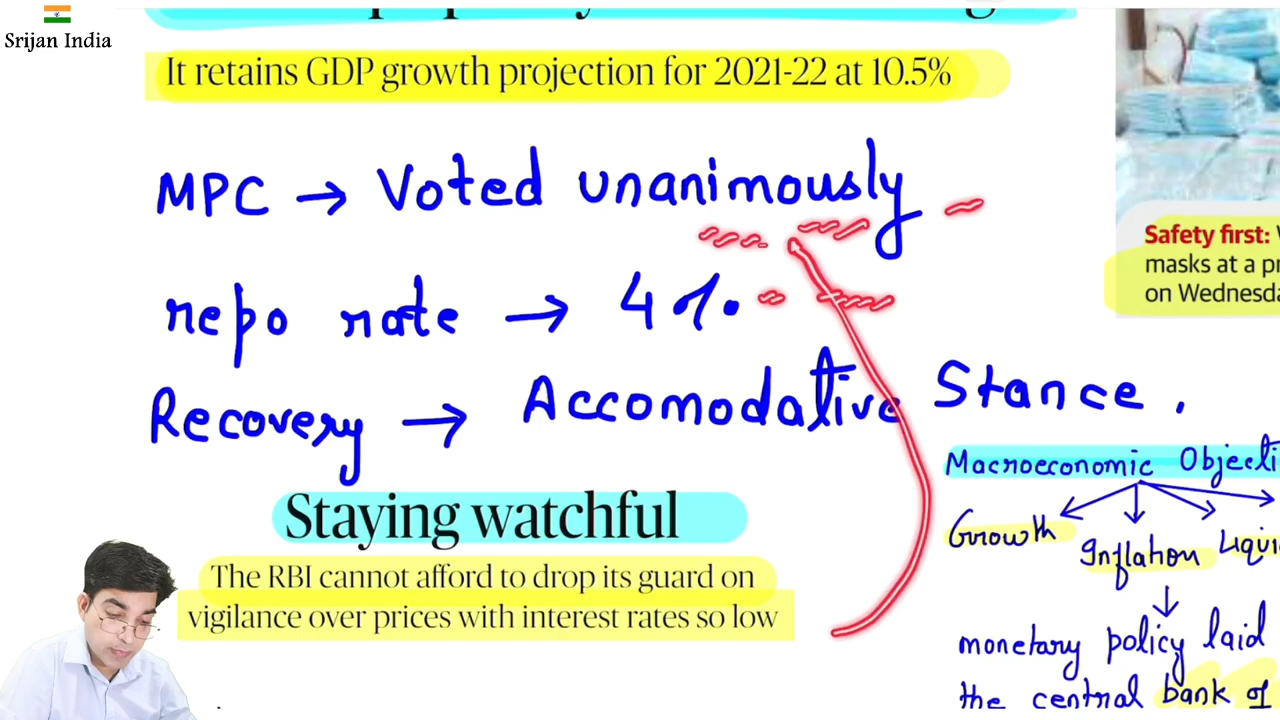 Srijan India
It retains GDP growth projection for 2021-22 at 10.5%
MPC → Voted unanimously
repo rate → 4%
Recovery → Accomodative Stance.
Staying watchful
The RBI cannot afford to drop its guard on
vigilance over prices with interest rates so low
Safety first:
masks at a
on
Macroeconomic
Growth
Inflation
monetary policy laid
the central bank of